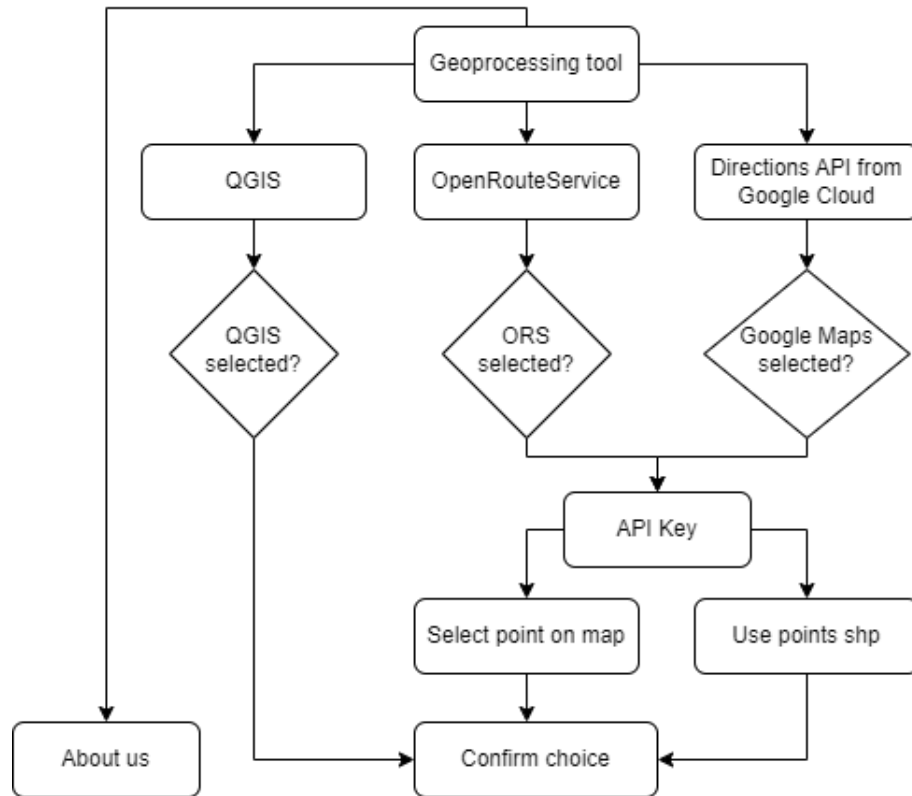 Geoprocessing tool
QGIS
OpenRouteService
Directions API from
Google Cloud
QGIS
selected?
ORS
selected?
Google Maps
selected?
API Key
Select point on map
Use points shp
About us
Confirm choice